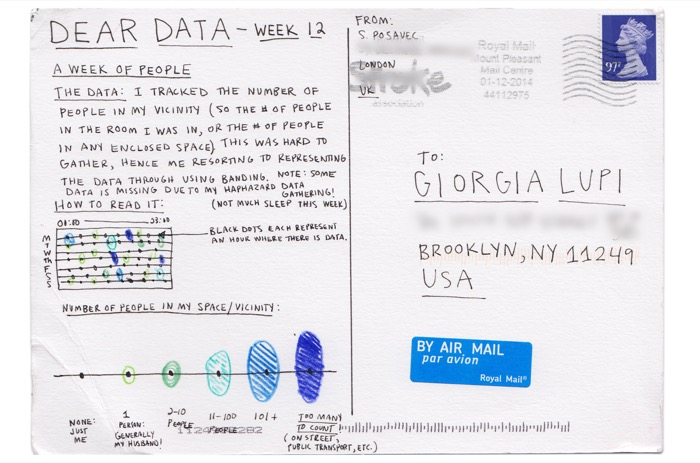 DEAR DATA - WEEK 12
A WEEK OF PEOPLE
THE DATA: I TRACKED THE NUMBER OF
PEOPLE IN MY VICINITY (SO THE # OF PEOPLE
IN THE ROOM I WAS IN, OR THE # OF PEOPLE
IN ANY ENCLOSED SPACE) THIS WAS HARD TO
GATHER, HENCE ME RESORTING TO REPRESENTING
THE DATA THROUGH USING BANDING. NOTE: SOME
DATA IS MISSING DUE TO MY HAPHAZARD DATA
GATHERING!
(NOT MUCH SLEEP THIS WEEK)
HOW TO READ IT:
M
T
W
TH
F
S
S
BLACK DOTS EACH REPRESENT
AN HOUR WHERE THERE IS DATA.
NUMBER OF PEOPLE IN MY SPACE/VICINITY:
NONE:
JUST
ME
1
PERSON:
GENERALLY
MY HUSBAND!
2-10
PEOPLE
11-100
PEOPLE
101+
TOO MANY
TO COUNT
(ON STREET,
PUBLIC TRANSPORT, ETC.)
FROM:
S. POSAVEC
LONDON
UK
Stroke
association
Royal Mail
Mount Pleasant
Mail Centre
01-12-2014
44112975
97P
TO:
GIORGIA LUPI
BROOKLYN, NY 11249
USA
BY AIR MAIL
par avion
Royal Mail®